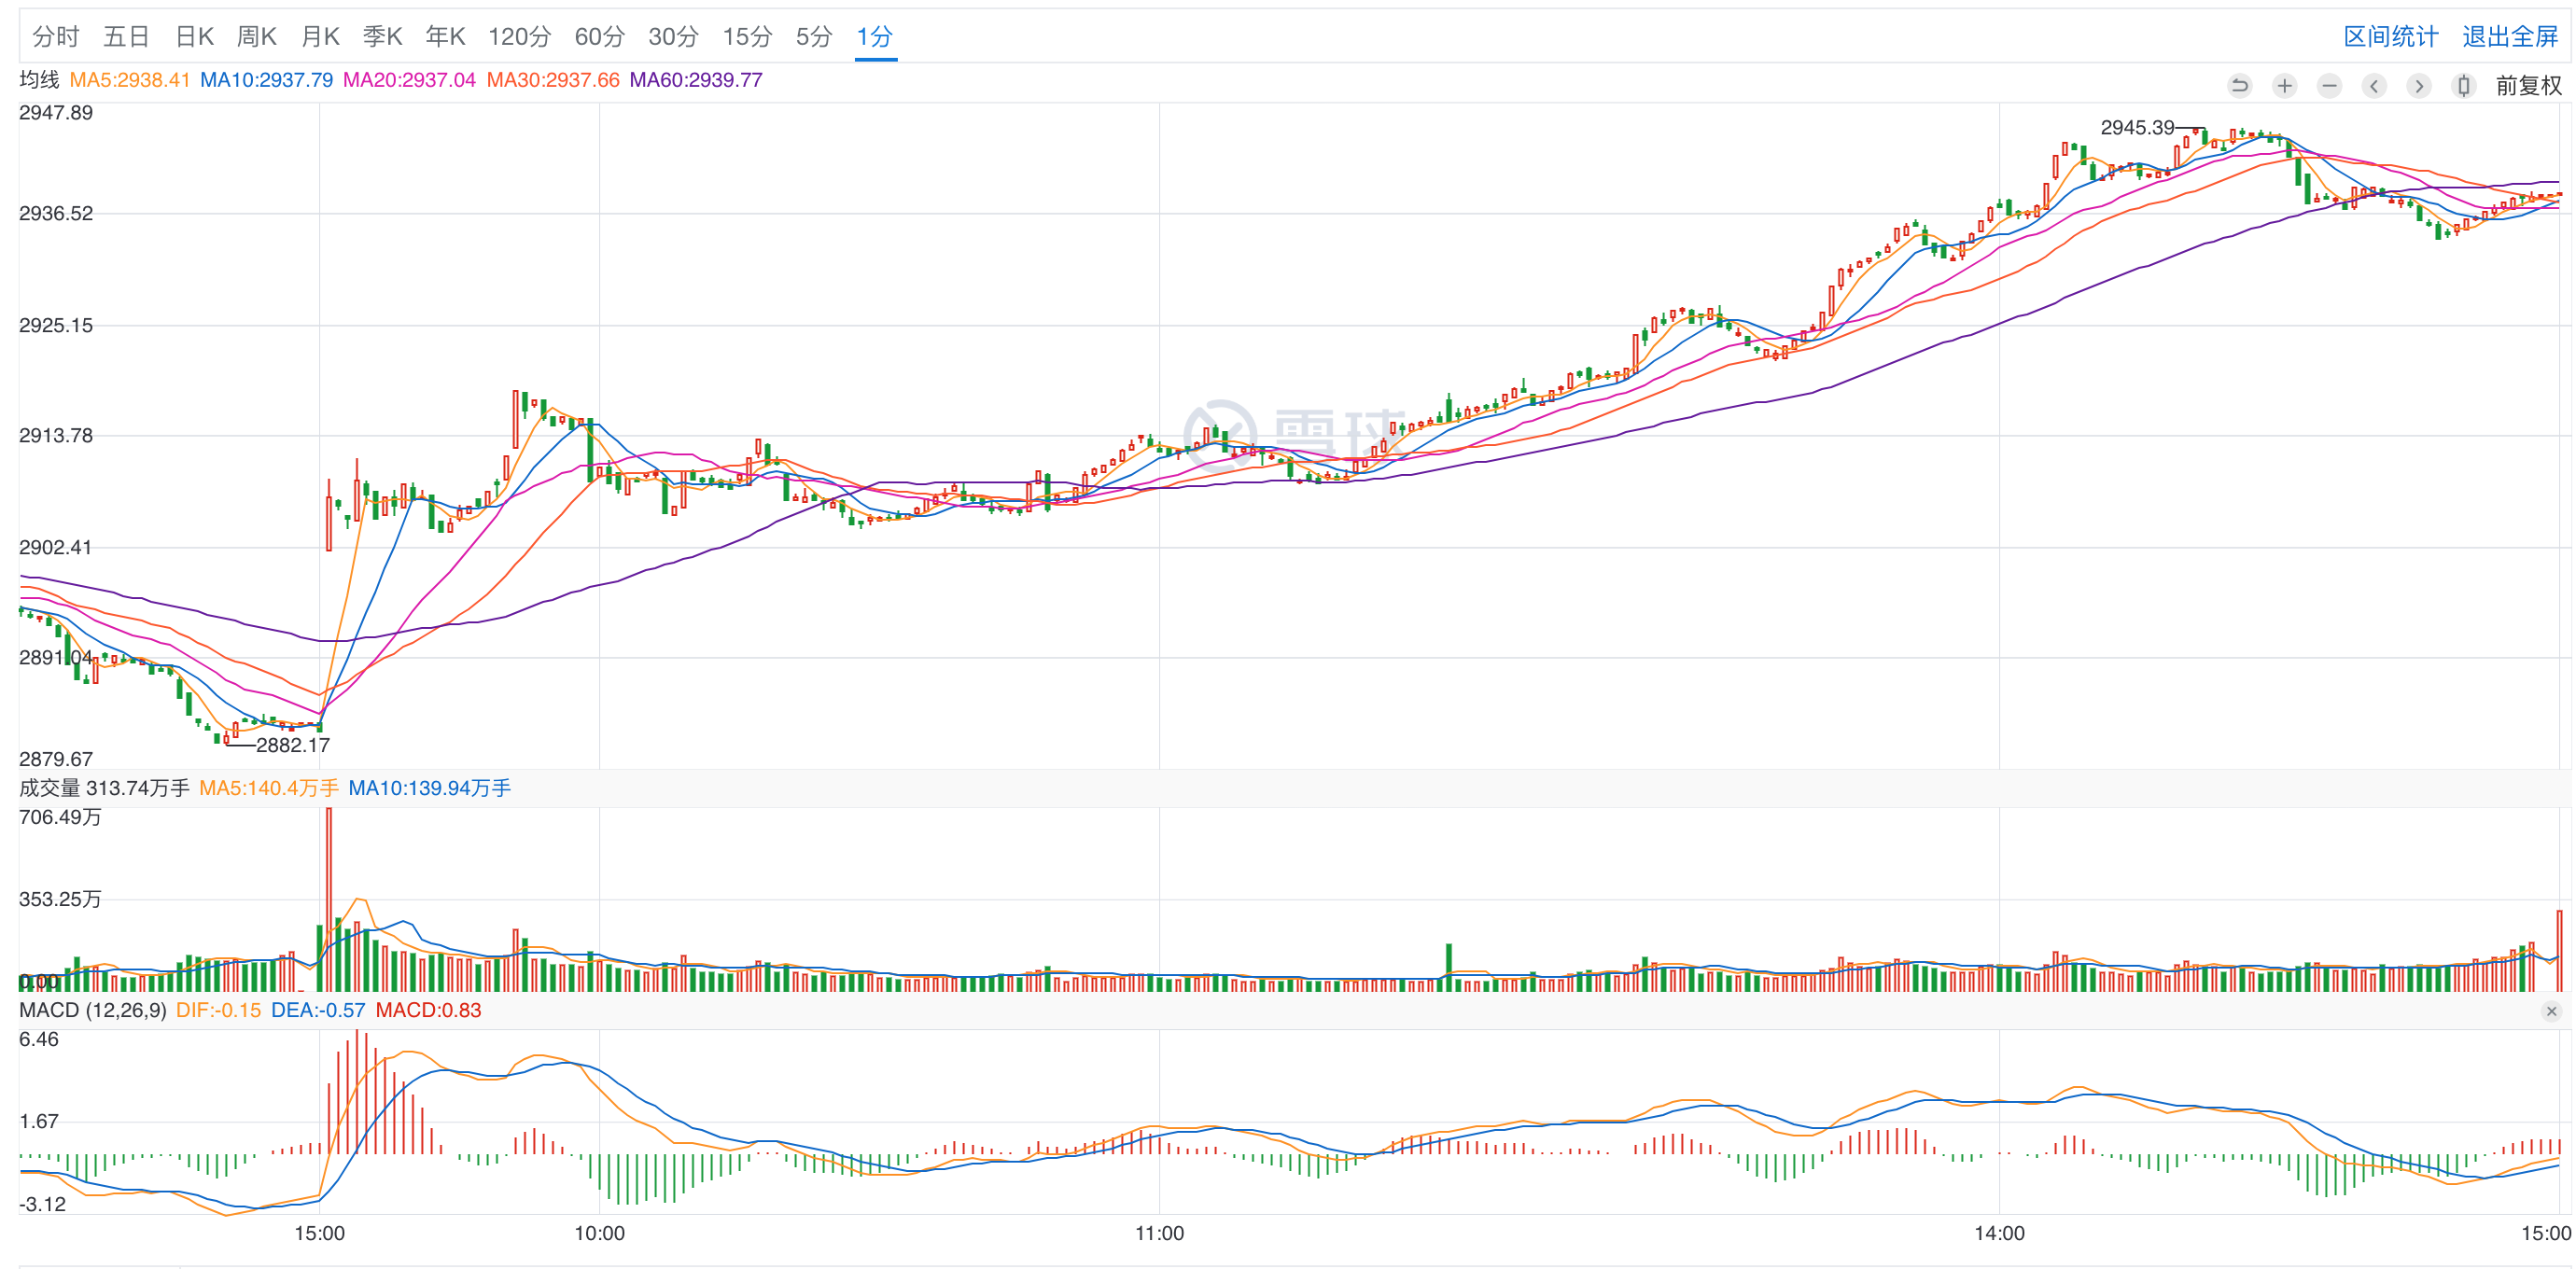 分时 五日 日K 周K 月K 季K 年K 120分 60分 30分 15分 5分 1分 区间统计 退出全屏
均线 MA5:2938.41 MA10:2937.79 MA20:2937.04 MA30:2937.66 MA60:2939.77 前复权
2947.89
2945.39
2936.52
2925.15
2913.78
雪球
2902.41
2891.04
2882.17
2879.67
成交量 313.74万手 MA5:140.4万手 MA10:139.94万手
706.49万
353.25万
0.00
MACD (12,26,9) DIF:-0.15 DEA:-0.57 MACD:0.83
6.46
1.67
-3.12
15:00 10:00 11:00 14:00 15:00